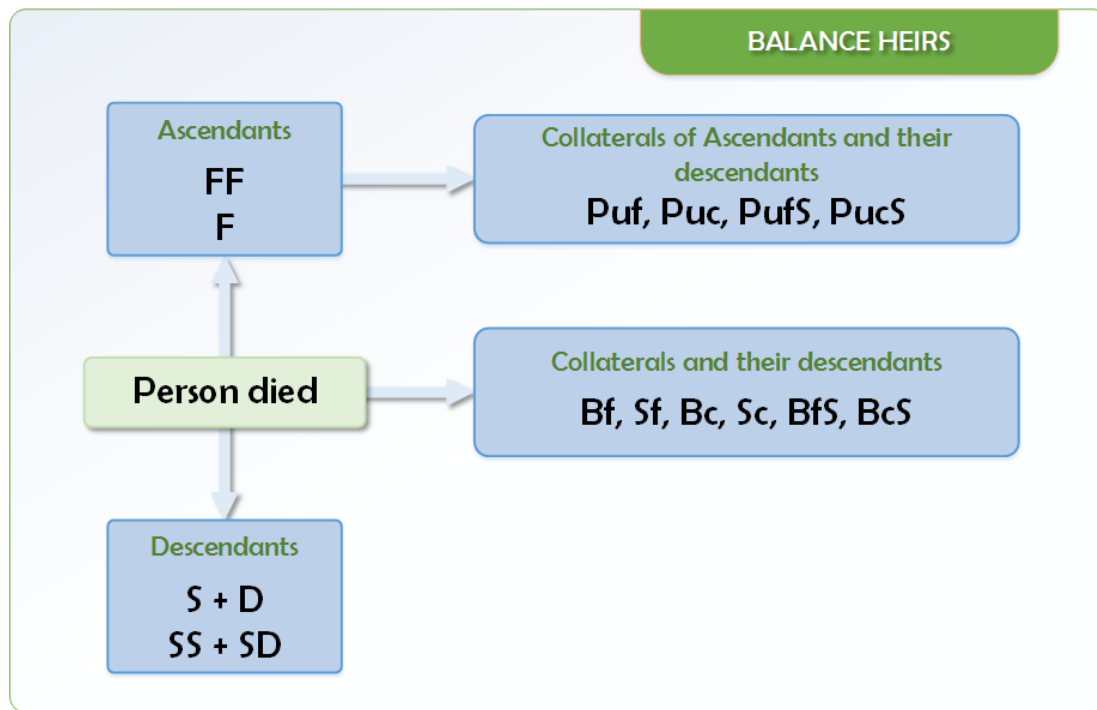 BALANCE HEIRS
Ascendants
FF
F
Collaterals of Ascendants and their
descendants
Puf, Puc, PufS, PucS
Person died
Collaterals and their descendants
Bf, Sf, Bc, Sc, BfS, BcS
Descendants
S + D
SS + SD